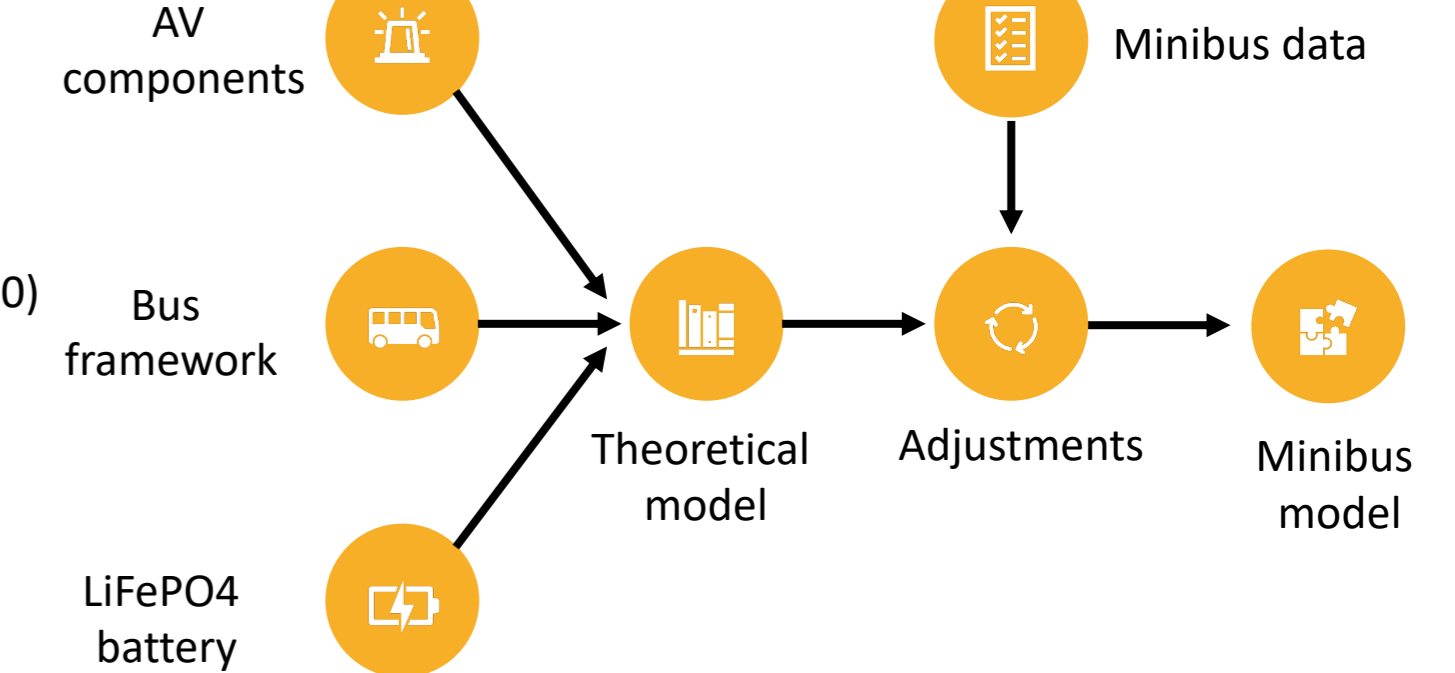 AV
components
Minibus data
0)
Bus
framework
Theoretical
model
Adjustments
Minibus
model
LiFePO4
battery